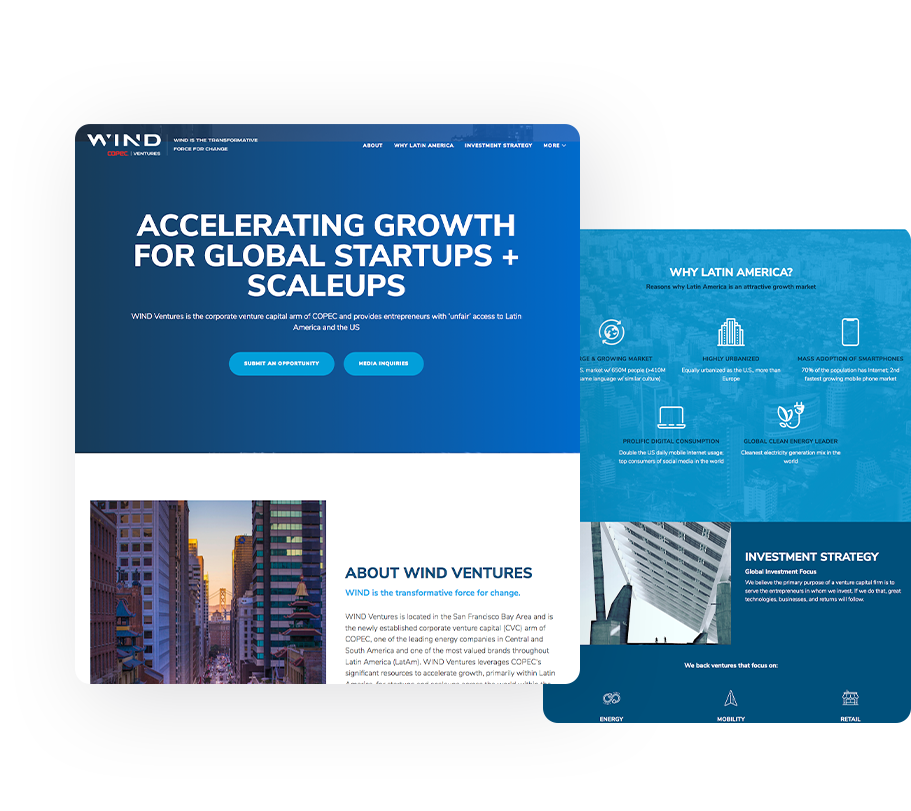 WIND
COPEC | VENTURES
WIND IS THE TRANSFORMATIVE
FORCE FOR CHANGE
ABOUT WHY LATIN AMERICA INVESTMENT STRATEGY MORE
ACCELERATING GROWTH
FOR GLOBAL STARTUPS +
SCALEUPS
WIND Ventures is the corporate venture capital arm of COPEC and provides entrepreneurs with 'unfair' access to Latin
America and the US
SUBMIT AN OPPORTUNITY
MEDIA INQUIRIES
ABOUT WIND VENTURES
WIND is the transformative force for change.
WIND Ventures is located in the San Francisco Bay Area and is
the newly established corporate venture capital (CVC) arm of
COPEC, one of the leading energy companies in Central and
South America and one of the most valued brands throughout
Latin America (LatAm). WIND Ventures leverages COPEC's
significant resources to accelerate growth, primarily within Latin
WHY LATIN AMERICA?
Reasons why Latin America is an attractive growth market
& GROWING MARKET
market w/ 650M people (>410M
same language w/ similar culture)
HIGHLY URBANIZED
Equally urbanized as the U.S., more than
Europe
MASS ADOPTION OF SMARTPHONES
70% of the population has Internet; 2nd
fastest growing mobile phone market
PROLIFIC DIGITAL CONSUMPTION
Double the US daily mobile Internet usage;
top consumers of social media in the world
GLOBAL CLEAN ENERGY LEADER
Cleanest electricity generation mix in the
world
INVESTMENT STRATEGY
Global Investment Focus
We believe the primary purpose of a venture capital firm is to
serve the entrepreneurs in whom we invest. If we do that, great
technologies, businesses, and returns will follow.
We back ventures that focus on:
ENERGY
MOBILITY
RETAIL